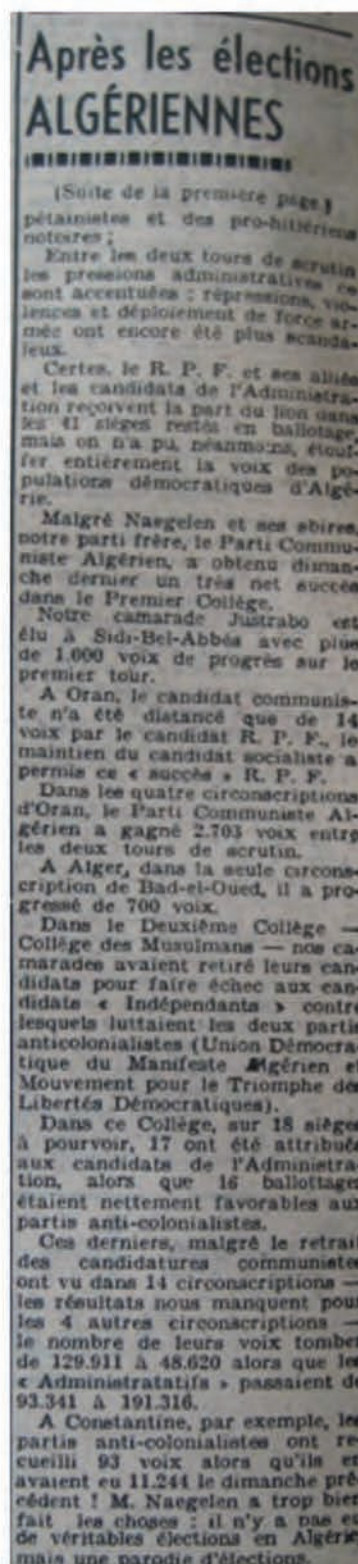 Après les élections
ALGÉRIENNES
(Suite de la première page)
pétainistes et des pro-hitlériens
notoires ;
Entre les deux tours de scrutin
les pressions administratives se
sont accentuées : répressions, vio-
lences et déploiement de force ar-
mée ont encore été plus scanda-
leux.
Certes, le R. P. F. et ses alliés
et les candidats de l'Administra-
tion reçoivent la part du lion dans
les 41 sièges restés en ballotage,
mais on n'a pu, néanmoins, étouf-
fer entièrement la voix des po-
pulations démocratiques d'Algé-
rie.
Malgré Naegelen et ses sbires,
notre parti frère, le Parti Commu-
niste Algérien, a obtenu diman-
che dernier un très net succès
dans le Premier Collège.
Notre camarade Justrabo est
élu à Sidi-Bel-Abbès avec plus
de 1.000 voix de progrès sur le
premier tour.
A Oran, le candidat communis-
te n'a été distancé que de 14
voix par le candidat R. P. F., le
maintien du candidat socialiste a
permis ce « succès » R. P. F.
Dans les quatre circonscriptions
d'Oran, le Parti Communiste Al-
gérien a gagné 2.703 voix entre
les deux tours de scrutin.
A Alger, dans la seule circons-
cription de Bad-el-Oued, il a pro-
gressé de 700 voix.
Dans le Deuxième Collège —
Collège des Musulmans — nos ca-
marades avaient retiré leurs can-
didats pour faire échec aux can-
didats « Indépendants » contre
lesquels luttaient les deux partis
anticolonialistes (Union Démocra-
tique du Manifeste Algérien et
Mouvement pour le Triomphe des
Libertés Démocratiques).
Dans ce Collège, sur 18 sièges
à pourvoir, 17 ont été attribués
aux candidats de l'Administra-
tion, alors que 16 ballottages
étaient nettement favorables aux
partis anti-colonialistes.
Ces derniers, malgré le retrait
des candidatures communistes
ont vu dans 14 circonscriptions —
les résultats nous manquent pour
les 4 autres circonscriptions —
le nombre de leurs voix tomber
de 129.911 à 48.620 alors que les
« Administratatifs » passaient de
93.341 à 191.316.
A Constantine, par exemple, les
partis anti-colonialistes ont re-
cueilli 93 voix alors qu'ils en
avaient eu 11.244 le dimanche pré-
cédent ! M. Naegelen a trop bien
fait les choses : il n'y a pas eu
de véritables élections en Algérie
mais une parodie d'élections